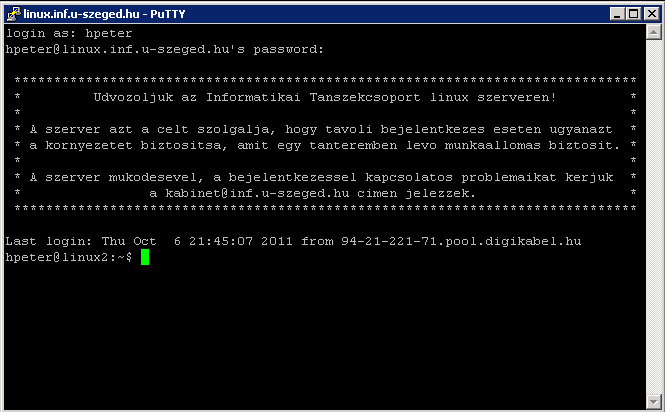 linux.inf.u-szeged.hu - PuTTY
login as: hpeter
hpeter@linux.inf.u-szeged.hu's password:
******************************************************************************
* Udvozoljuk az Informatikai Tanszekcsoport linux szerveren! *
* *
* A szerver azt a celt szolgalja, hogy tavoli bejelentkezes eseten ugyanazt *
* a kornyezetet biztositsa, amit egy tanteremben levo munkaallomas biztosit. *
* *
* A szerver mukodesevel, a bejelentkezessel kapcsolatos problemaikat kerjuk *
* a kabinet@inf.u-szeged.hu cimen jelezzek. *
******************************************************************************
Last login: Thu Oct  6 21:45:07 2011 from 94-21-221-71.pool.digikabel.hu
hpeter@linux2:~$